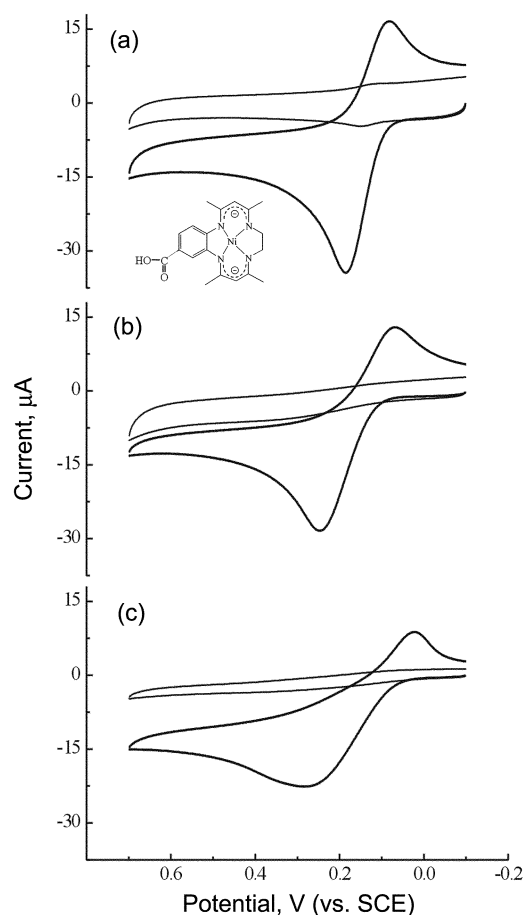 (a)
15
0
-15
-30
N
N
Ni
N
N
HO
C
O
(b)
15
0
-15
-30
Current, μA
(c)
15
0
-15
-30
0.6
0.4
0.2
0.0
-0.2
Potential, V (vs. SCE)